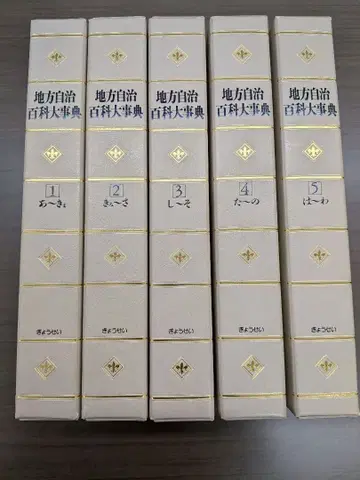 地方自治
百科大事典
1
あ〜きょ
ぎょうせい
地方自治
百科大事典
2
きょ〜さ
ぎょうせい
地方自治
百科大事典
3
し〜そ
ぎょうせい
地方自治
百科大事典
4
た〜の
ぎょうせい
地方自治
百科大事典
5
は〜わ
ぎょうせい